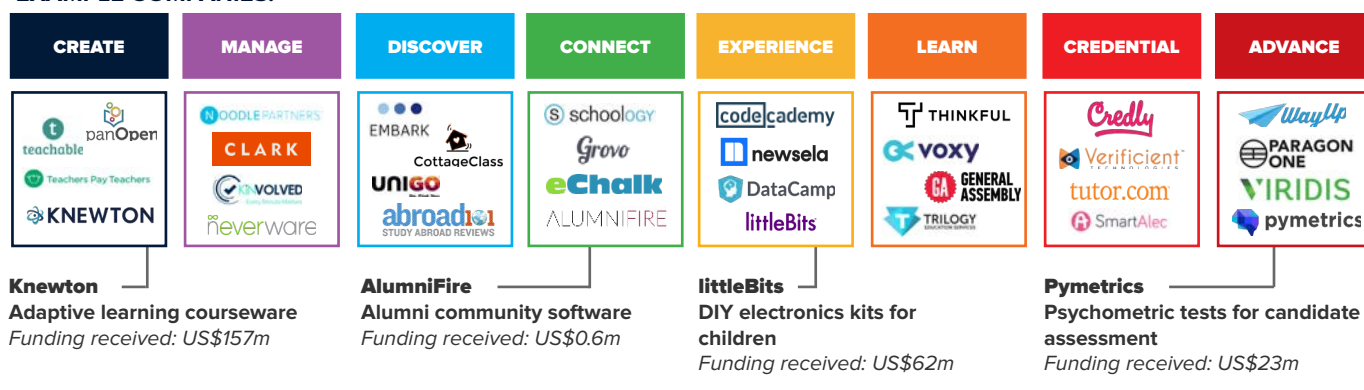 EXAMPLE COMPANIES:
CREATE
MANAGE
DISCOVER
CONNECT
EXPERIENCE
LEARN
CREDENTIAL
ADVANCE
panOpen
t
teachable
Teachers Pay Teachers
KNEWTON
NOODLE PARTNERS
CLARK
KINVOLVED
neverware
EMBARK
CottageClass
UNIGO
abroad101
STUDY ABROAD REVIEWS
S schoology
Grovo
eChalk
ALUMNIFIRE
codecademy
newsela
DataCamp
littleBits
THINKFUL
VOXY
GA GENERAL
ASSEMBLY
T TRILOGY
EDUCATION SERVICES
Credly
Verificient
TECHNOLOGIES
tutor.com
SmartAlec
WayUp
PARAGON
ONE
VIRIDIS
pymetrics
Knewton
Adaptive learning courseware
Funding received: US$157m
AlumniFire
Alumni community software
Funding received: US$0.6m
littleBits
DIY electronics kits for
children
Funding received: US$62m
Pymetrics
Psychometric tests for candidate
assessment
Funding received: US$23m